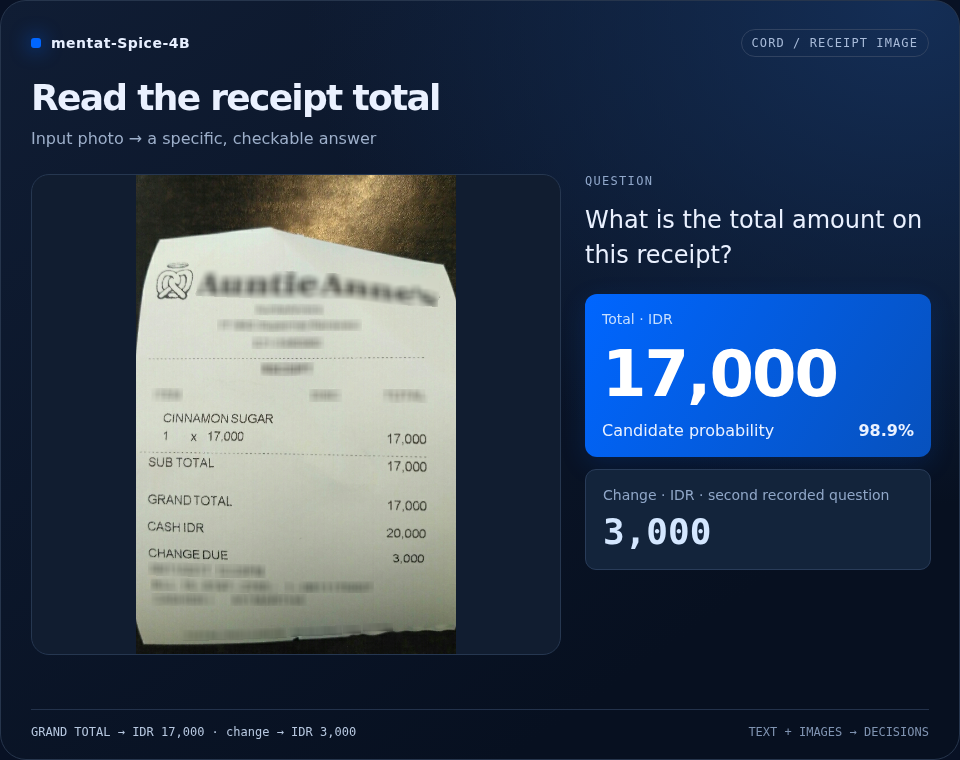 mentat-Spice-4B
CORD / RECEIPT IMAGE
Read the receipt total
Input photo → a specific, checkable answer
AuntieAnne's
RECEIPT
CINNAMON SUGAR
1 x 17,000 17,000
SUB TOTAL 17,000
GRAND TOTAL 17,000
CASH IDR 20,000
CHANGE DUE 3,000
QUESTION
What is the total amount on
this receipt?
Total · IDR
17,000
Candidate probability 98.9%
Change · IDR · second recorded question
3,000
GRAND TOTAL → IDR 17,000 · change → IDR 3,000
TEXT + IMAGES → DECISIONS